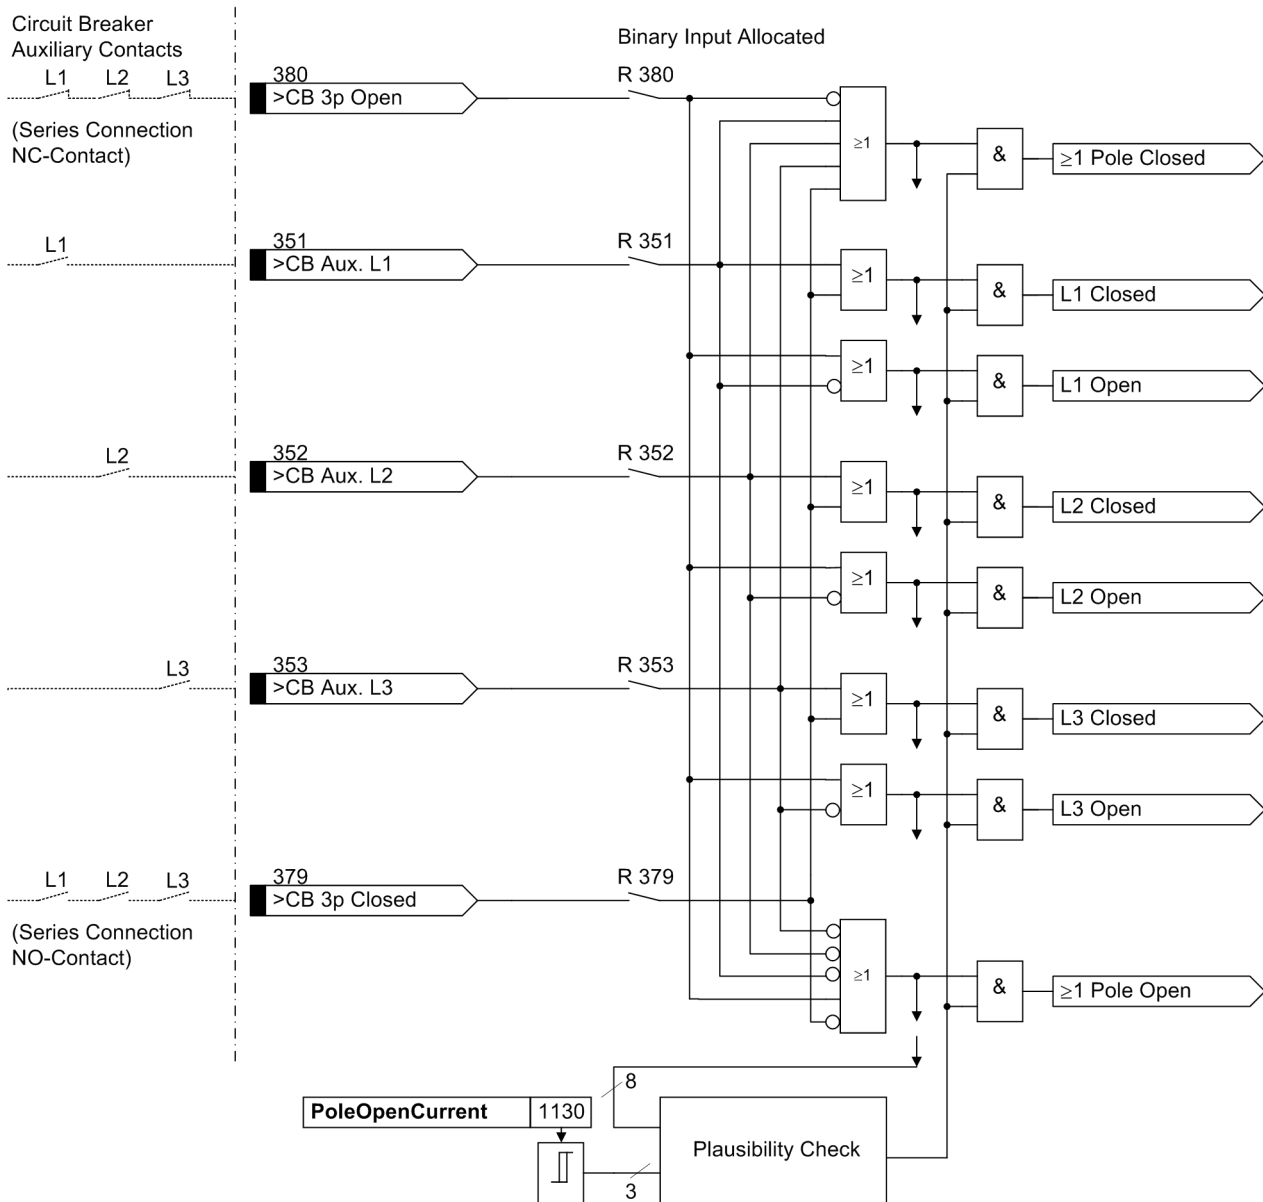 Circuit Breaker
Auxiliary Contacts
Binary Input Allocated
L1 L2 L3
380
>CB 3p Open
R 380
(Series Connection
NC-Contact)
≥1
&
≥1 Pole Closed
L1
351
>CB Aux. L1
R 351
≥1
&
L1 Closed
≥1
&
L1 Open
L2
352
>CB Aux. L2
R 352
≥1
&
L2 Closed
≥1
&
L2 Open
L3
353
>CB Aux. L3
R 353
≥1
&
L3 Closed
≥1
&
L3 Open
L1 L2 L3
379
>CB 3p Closed
R 379
(Series Connection
NO-Contact)
≥1
&
≥1 Pole Open
8
PoleOpenCurrent 1130
Plausibility Check
3